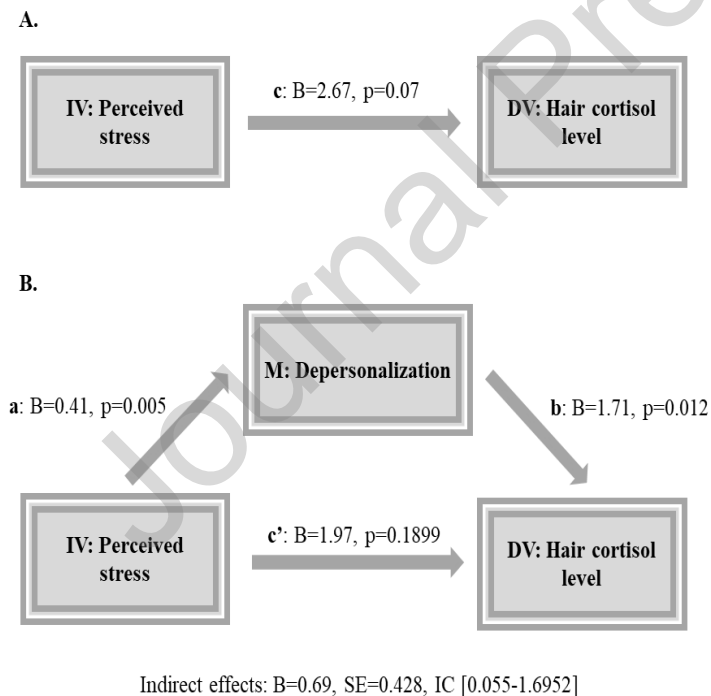 A.
IV: Perceived
stress
c: B=2.67, p=0.07
DV: Hair cortisol
level
B.
M: Depersonalization
a: B=0.41, p=0.005
b: B=1.71, p=0.012
IV: Perceived
stress
c’: B=1.97, p=0.1899
DV: Hair cortisol
level
Indirect effects: B=0.69, SE=0.428, IC [0.055-1.6952]
Journal Pre